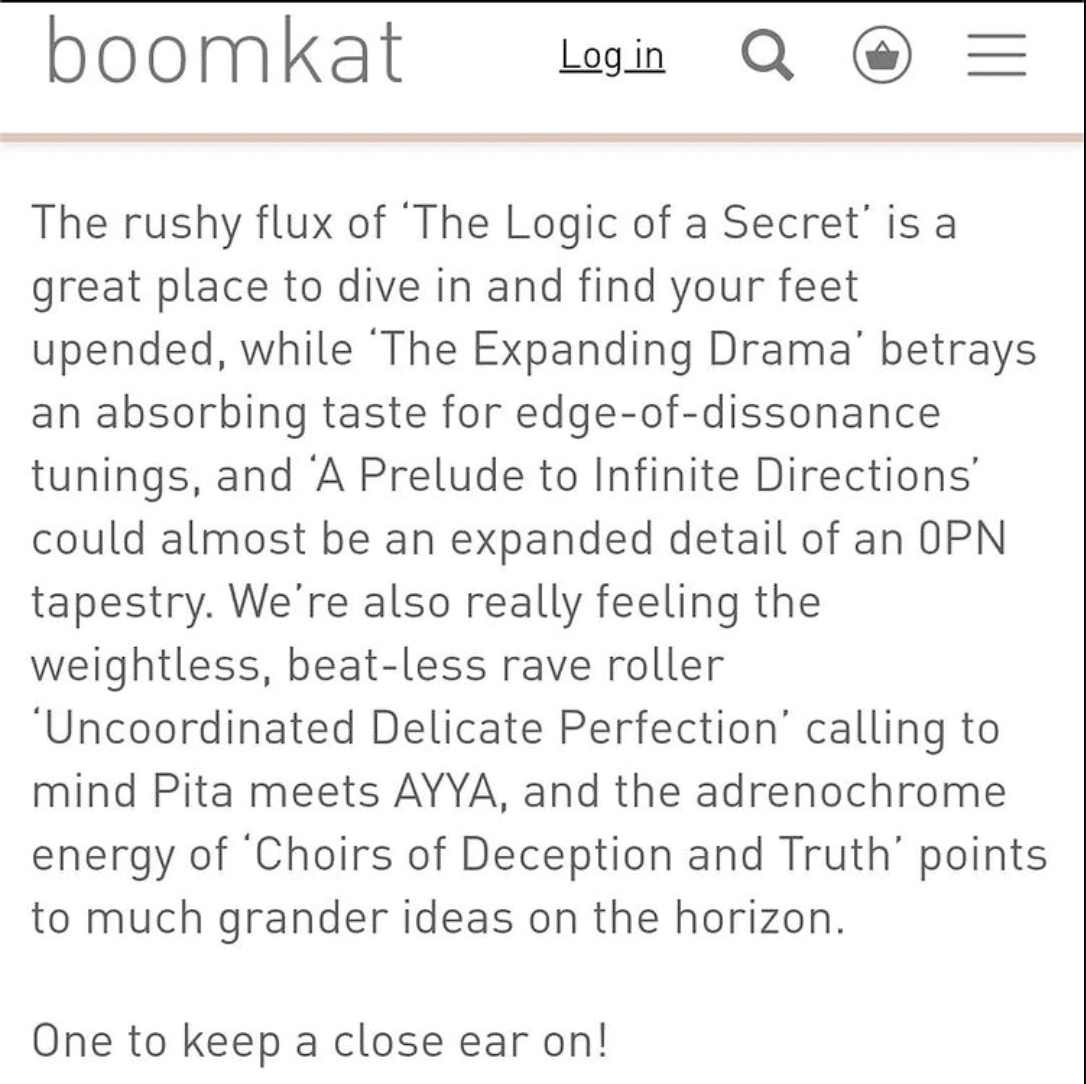 boomkat
Log in
The rushy flux of ‘The Logic of a Secret’ is a
great place to dive in and find your feet
upended, while ‘The Expanding Drama’ betrays
an absorbing taste for edge-of-dissonance
tunings, and ‘A Prelude to Infinite Directions’
could almost be an expanded detail of an 0PN
tapestry. We’re also really feeling the
weightless, beat-less rave roller
‘Uncoordinated Delicate Perfection’ calling to
mind Pita meets AYYA, and the adrenochrome
energy of ‘Choirs of Deception and Truth’ points
to much grander ideas on the horizon.
One to keep a close ear on!